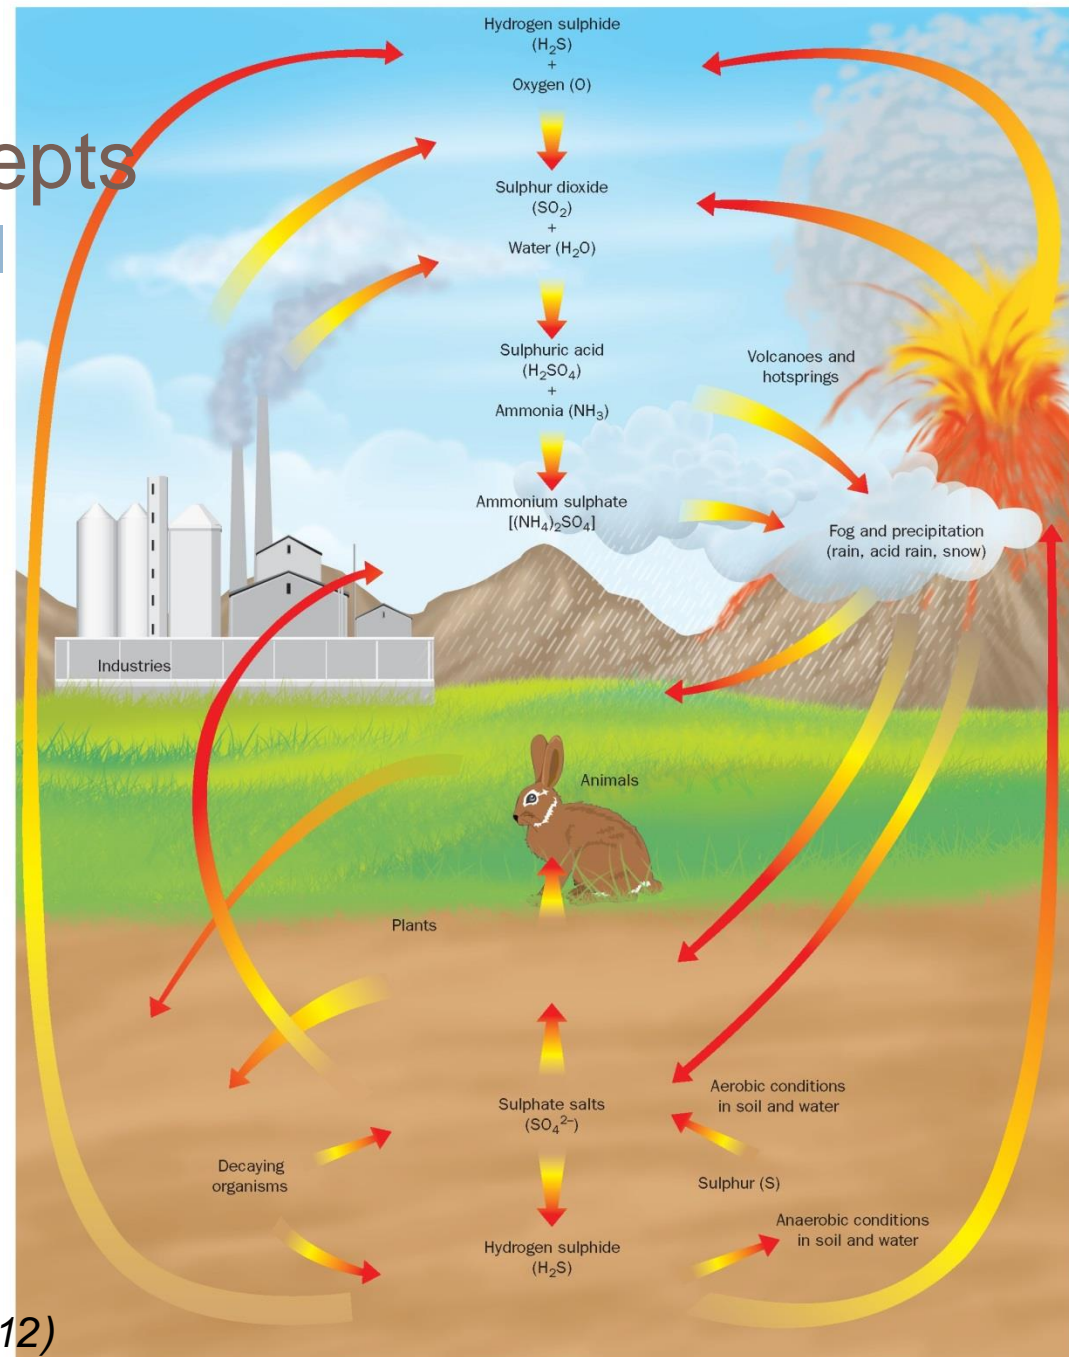 Hydrogen sulphide
(H₂S)
+
Oxygen (O)
epts
Sulphur dioxide
(SO₂)
+
Water (H₂O)
Sulphuric acid
(H₂SO₄)
+
Ammonia (NH₃)
Volcanoes and
hotsprings
Ammonium sulphate
[(NH₄)₂SO₄]
Fog and precipitation
(rain, acid rain, snow)
Industries
Animals
Plants
Sulphate salts
(SO₄²⁻)
Aerobic conditions
in soil and water
Decaying
organisms
Sulphur (S)
Hydrogen sulphide
(H₂S)
Anaerobic conditions
in soil and water
12)